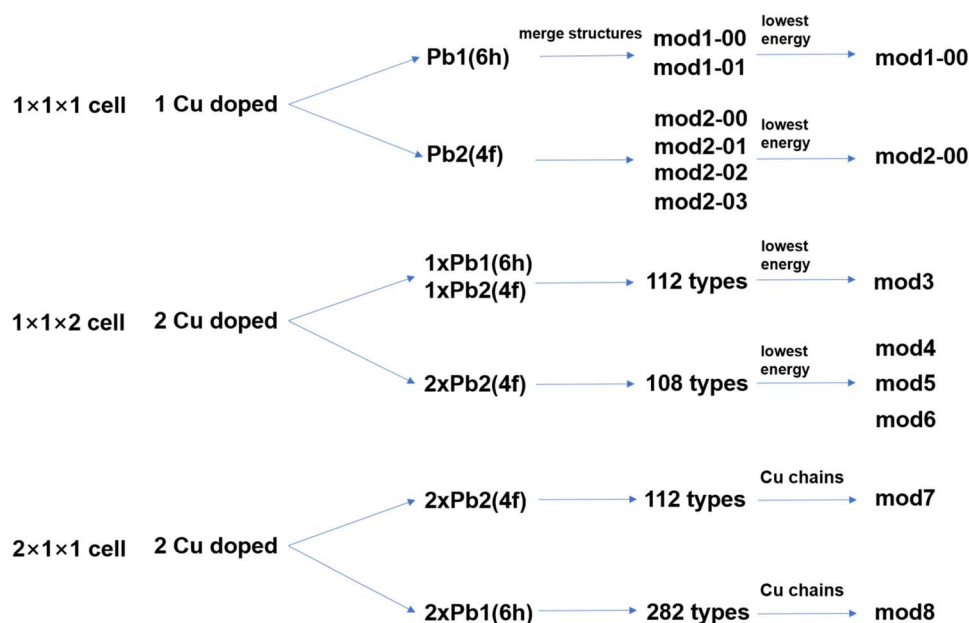 lowest
energy
merge structures
Pb1(6h)
mod1-00
mod1-01
mod1-00
1×1×1 cell
1 Cu doped
Pb2(4f)
mod2-00
mod2-01
mod2-02
mod2-03
lowest
energy
mod2-00
1×1×2 cell
2 Cu doped
1xPb1(6h)
1xPb2(4f)
112 types
lowest
energy
mod3
2xPb2(4f)
108 types
lowest
energy
mod4
mod5
mod6
2×1×1 cell
2 Cu doped
2xPb2(4f)
112 types
Cu chains
mod7
2xPb1(6h)
282 types
Cu chains
mod8